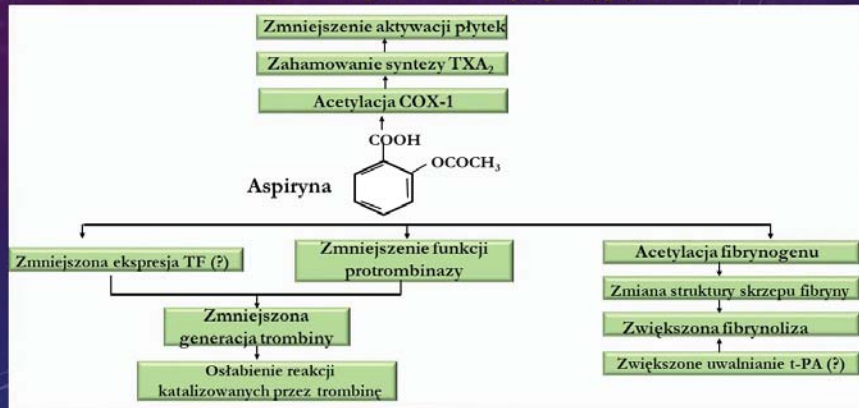 Zmniejszenie aktywacji płytek
Zahamowanie syntezy TXA₂
Acetylacja COX-1
COOH
OCOCH₃
Aspiryna
Zmniejszona ekspresja TF (?)
Zmniejszenie funkcji
protrombinazy
Acetylacja fibrynogenu
Zmiana struktury skrzepu fibryny
Zmniejszona
generacja trombiny
Zwiększona fibrynoliza
Osłabienie reakcji
katalizowanych przez trombinę
Zwiększone uwalnianie t-PA (?)